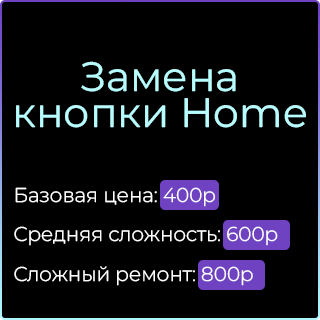 Замена
кнопки Home
Базовая цена: 400р
Средняя сложность: 600р
Сложный ремонт: 800р